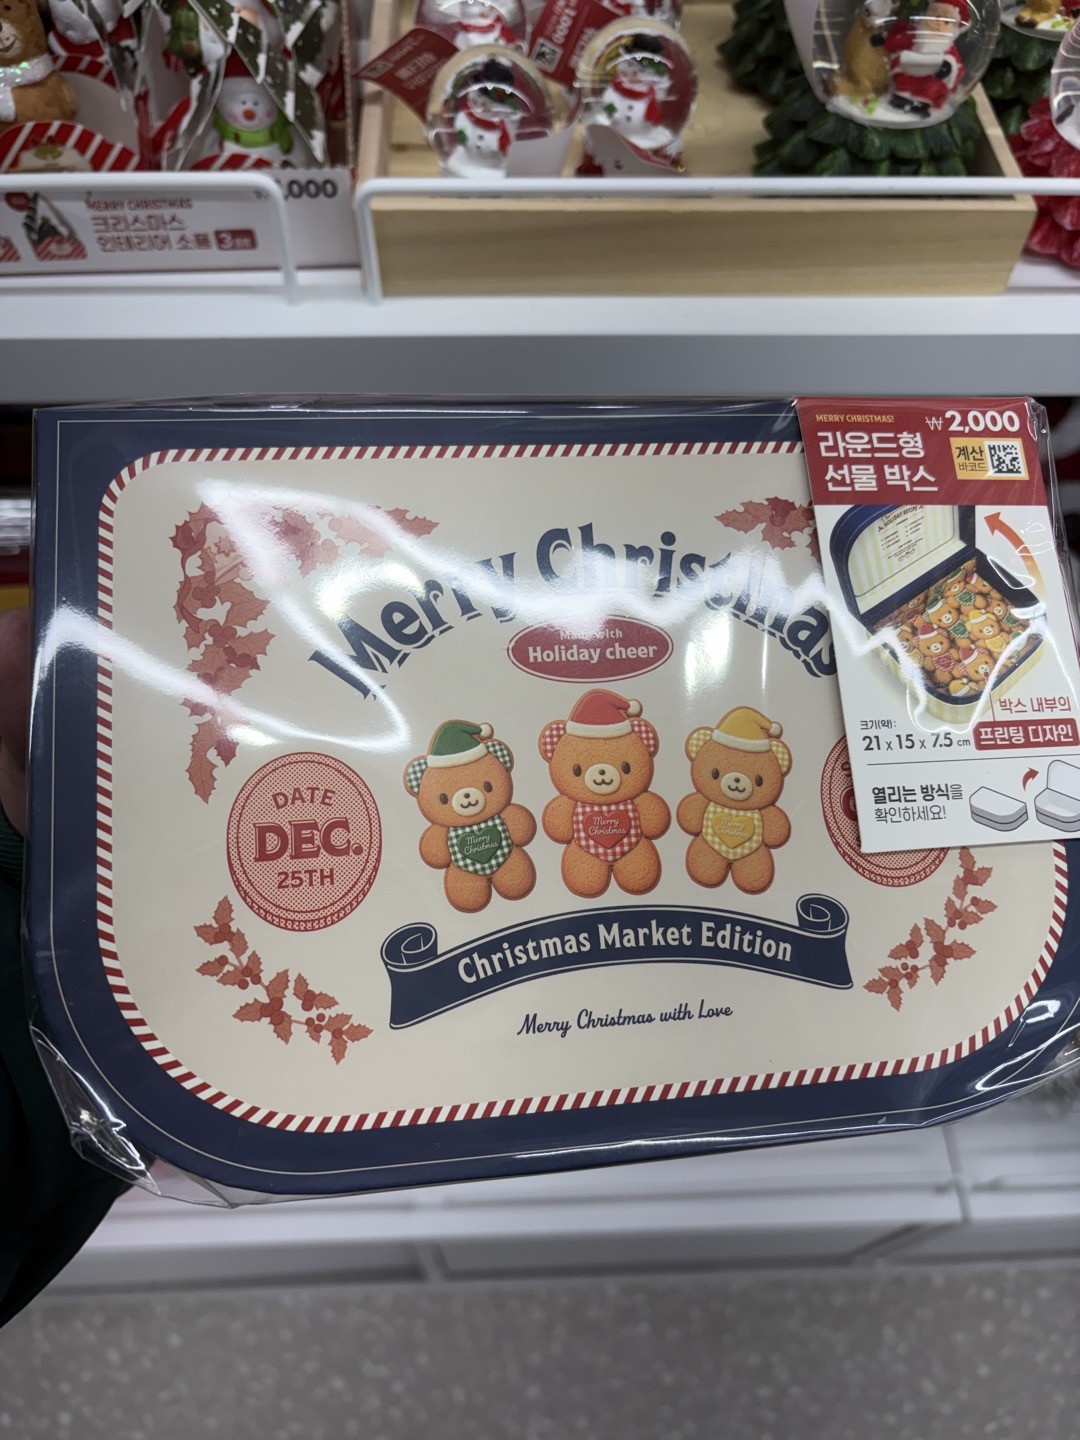 MERRY CHRISTMAS
크리스마스
인테리어 소품
,000
1000
MERRY CHRISTMAS!
₩2,000
라운드형
선물 박스
계산
바코드
박스 내부의
프린팅 디자인
크기(약):
21 x 15 x 7.5 cm
열리는 방식을
확인하세요!
Merry Christmas
Made with
Holiday cheer
DATE
DEC.
25TH
Merry
Christmas
Merry
Christmas
Merry
Christmas
Christmas Market Edition
Merry Christmas with Love